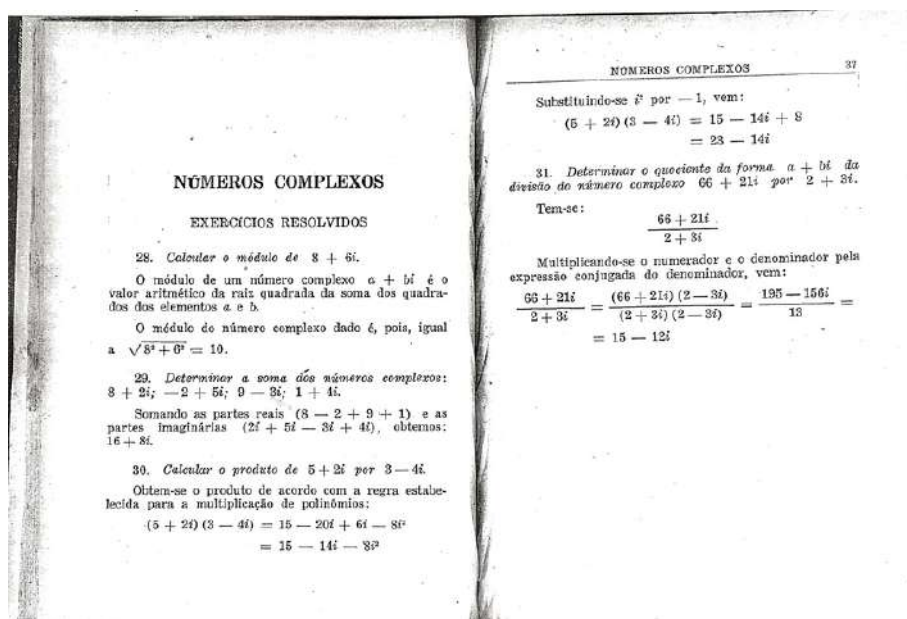 NÚMEROS COMPLEXOS
EXERCÍCIOS RESOLVIDOS
28. Calcular o módulo de 8 + 6i.
O módulo de um número complexo a + bi é o
valor aritmético da raiz quadrada da soma dos quadra-
dos dos elementos a e b.
O módulo do número complexo dado é, pois, igual
a √8² + 6² = 10.
29. Determinar a soma dos números complexos:
8 + 2i; — 2 + 5i; 9 — 3i; 1 + 4i.
Somando as partes reais (8 — 2 + 9 + 1) e as
partes imaginárias (2i + 5i — 3i + 4i), obtemos:
16 + 8i.
30. Calcular o produto de 5 + 2i por 3 — 4i.
Obtem-se o produto de acordo com a regra estabe-
lecida para a multiplicação de polinômios:
(5 + 2i) (3 — 4i) = 15 — 20i + 6i — 8i²
= 15 — 14i — 8i²
NÚMEROS COMPLEXOS 37
Substituindo-se i² por — 1, vem:
(5 + 2i) (3 — 4i) = 15 — 14i + 8
= 23 — 14i
31. Determinar o quociente da forma a + bi da
divisão do número complexo 66 + 21i por 2 + 3i.
Tem-se:
66 + 21i
2 + 3i
Multiplicando-se o numerador e o denominador pela
expressão conjugada do denominador, vem:
66 + 21i / 2 + 3i = (66 + 21i) (2 — 3i) / (2 + 3i) (2 — 3i) = 195 — 156i / 13 =
= 15 — 12i